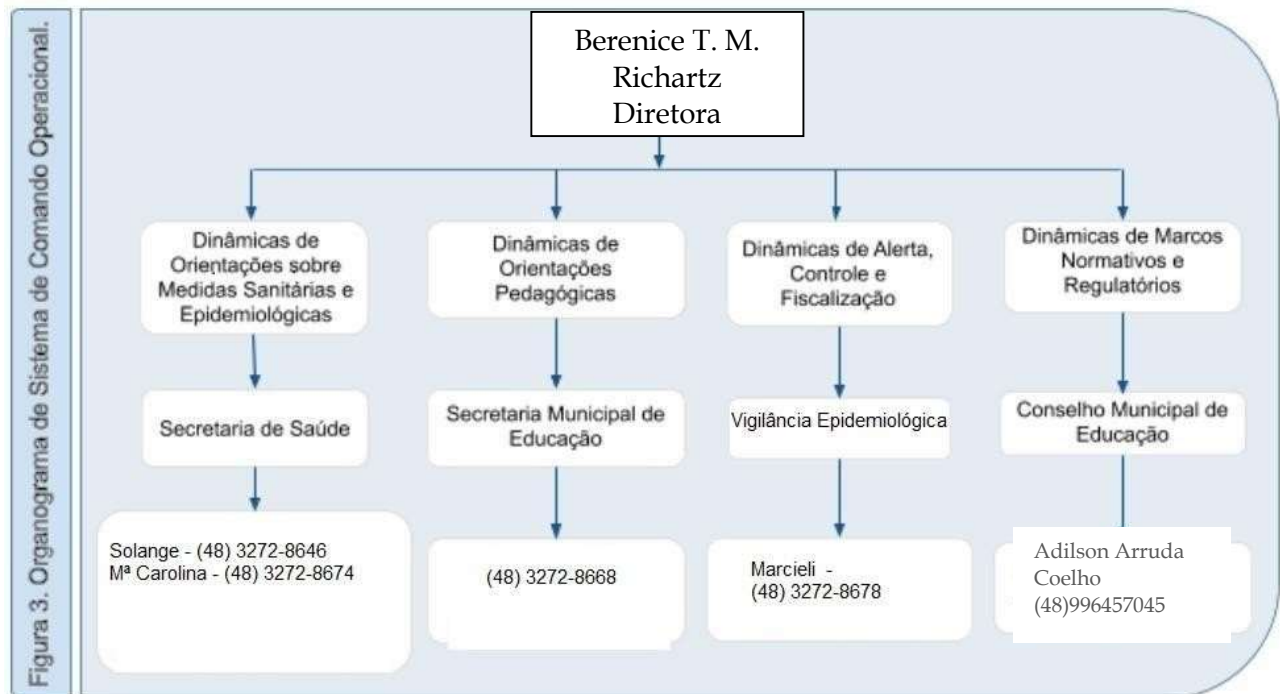 Figura 3. Organograma de Sistema de Comando Operacional.
Berenice T. M.
Richartz
Diretora
Dinâmicas de
Orientações sobre
Medidas Sanitárias e
Epidemiológicas
Dinâmicas de
Orientações
Pedagógicas
Dinâmicas de Alerta,
Controle e
Fiscalização
Dinâmicas de Marcos
Normativos e
Regulatórios
Secretaria de Saúde
Secretaria Municipal de
Educação
Vigilância Epidemiológica
Conselho Municipal de
Educação
Solange - (48) 3272-8646
Mª Carolina - (48) 3272-8674
(48) 3272-8668
Marcieli -
(48) 3272-8678
Adilson Arruda
Coelho
(48)996457045